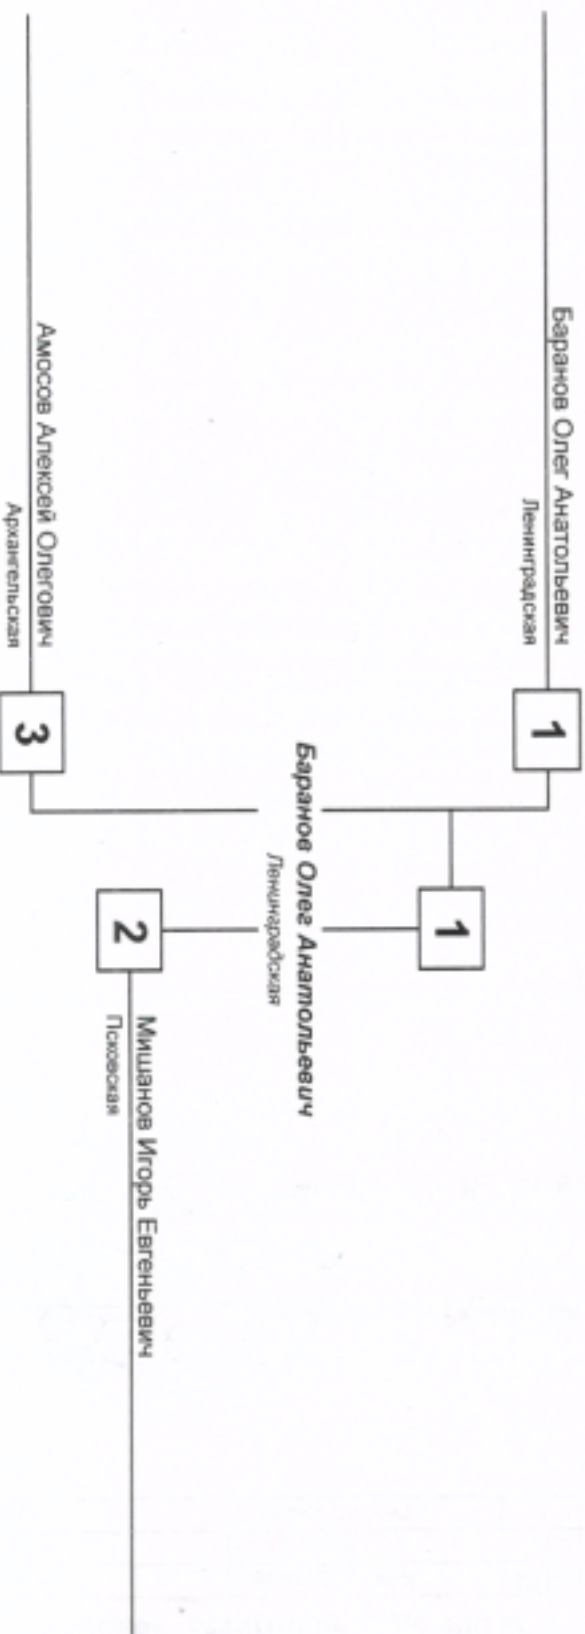 Баранов Олег Анатольевич
Ленинградская
1
1
Баранов Олег Анатольевич
Ленинградская
2
Мишанов Игорь Евгеньевич
Псковская
Амосов Алексей Олегович
Архангельская
3